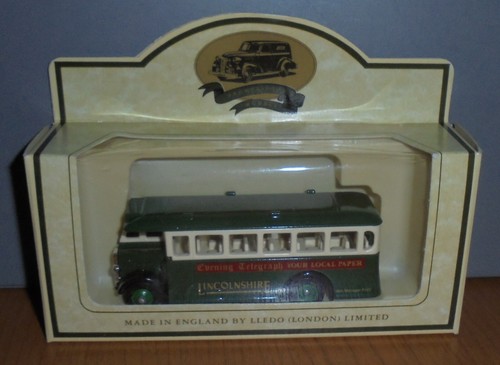 Evening Telegraph YOUR LOCAL PAPER
LINCOLNSHIRE
MADE IN ENGLAND BY LLEDO (LONDON) LIMITED